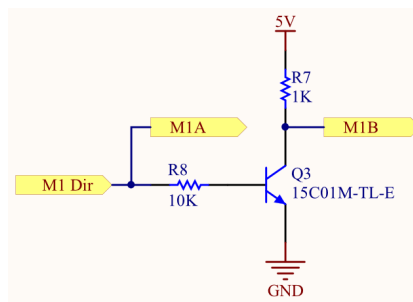 5V
R7
1K
M1A
M1B
R8
Q3
M1 Dir
10K
15C01M-TL-E
GND